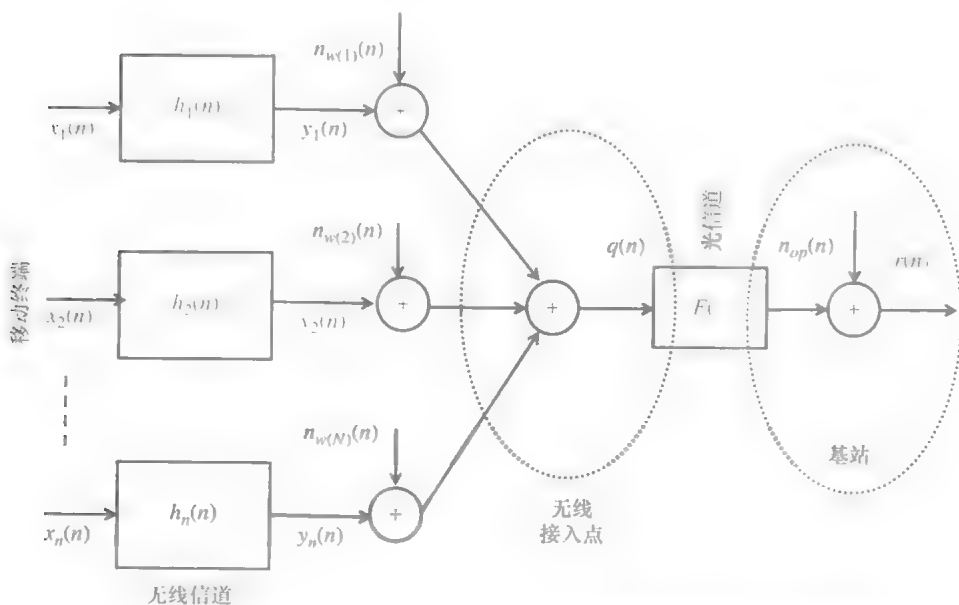 n_{w(1)}(n)
h_1(n)
x_1(n)
y_1(n)
+
n_{w(2)}(n)
移动终端
h_2(n)
x_2(n)
+
q(n)
光信道
n_{op}(n)
r(n)
+
+
n_{w(N)}(n)
h_n(n)
x_n(n)
y_n(n)
+
无线信道
无线
接入点
基站